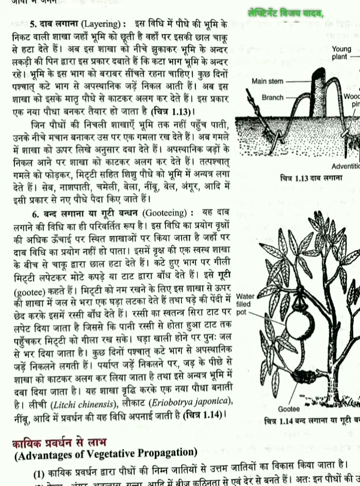 लेफ्टिनेंट विजय यादव,
5. दाब लगाना (Layering) : इस विधि में पौधे की भूमि के
निकट वाली शाखा जहाँ भूमि को छूती है वहाँ पर इसकी छाल चाकू
से हटा देते हैं। अब इस शाखा को नीचे झुकाकर भूमि के अन्दर
लकड़ी की पिन द्वारा इस प्रकार दबाते हैं कि कटा भाग भूमि के अन्दर
रहे। भूमि के इस भाग को बराबर सींचते रहना चाहिए। कुछ दिनों
पश्चात् कटे भाग से अपस्थानिक जड़ें निकल आती हैं। अब इस
शाखा को इसके मातृ पौधे से काटकर अलग कर देते हैं। इस प्रकार
एक नया पौधा बनकर तैयार हो जाता है (चित्र 1.13)।
जिन पौधों की निचली शाखाएँ भूमि तक नहीं पहुँच पाती,
उनके नीचे मचान बनाकर उस पर एक गमला रख देते हैं। अब गमले
में शाखा को ऊपर लिखे अनुसार दबा देते हैं। अपस्थानिक जड़ों के
निकल आने पर शाखा को काटकर अलग कर देते हैं। तत्पश्चात्
गमले को फोड़कर, मिट्टी सहित शिशु पौधे को भूमि में अन्यत्र लगा
देते हैं। सेब, नाशपाती, चमेली, बेला, नींबू, बेल, अंगूर, आदि में
इसी प्रकार से नए पौधे पैदा किए जाते हैं।
Young
plant
Main stem
Branch
चित्र 1.13 दाब लगाना
6. बन्द लगाना या गूटी बन्धन (Gooteeing) : यह दाब
लगाने की विधि का ही परिवर्तित रूप है। इस विधि का प्रयोग वृक्षों
की अधिक ऊँचाई पर स्थित शाखाओं पर किया जाता है जहाँ पर
दाब विधि का प्रयोग नहीं हो पाता। इसमें वृक्ष की एक स्वस्थ शाखा
के बीच से चाकू द्वारा छाल हटा देते हैं। कटे हुए भाग पर गीली
मिट्टी लपेटकर मोटे कपड़े या टाट द्वारा बाँध देते हैं। इसे गूटी
(gootee) कहते हैं। मिट्टी को नम रखने के लिए इस शाखा से ऊपर
की शाखा में जल से भरा एक घड़ा लटका देते हैं तथा घड़े की पेंदी में
छेद करके इसमें रस्सी बाँध देते हैं। रस्सी का स्वतन्त्र सिरा टाट पर
लपेट दिया जाता है जिससे कि पानी रस्सी से होता हुआ टाट तक
पहुँचकर मिट्टी को गीला रख सके। घड़ा खाली होने पर पुनः जल
से भर दिया जाता है। कुछ दिनों पश्चात् कटे भाग से अपस्थानिक
जड़ें निकलने लगती हैं। पर्याप्त जड़ें निकलने पर, जड़ के पीछे से
शाखा को काटकर अलग कर लिया जाता है तथा इसे अन्यत्र भूमि में
दबा दिया जाता है। यह शाखा वृद्धि करके एक नया पौधा बनाती
है। लीची (Litchi chinensis), लौकाट (Eriobotrya japonica),
नींबू, आदि में प्रवर्धन की यह विधि अपनाई जाती है (चित्र 1.14)।
Water
filled
pot
Gootee
चित्र 1.14 बन्द लगाना या गूटी
कायिक प्रवर्धन से लाभ
(Advantages of Vegetative Propagation)
(1) कायिक प्रवर्धन द्वारा पौधों की निम्न जातियों से उत्तम जातियों का विकास किया जाता है।